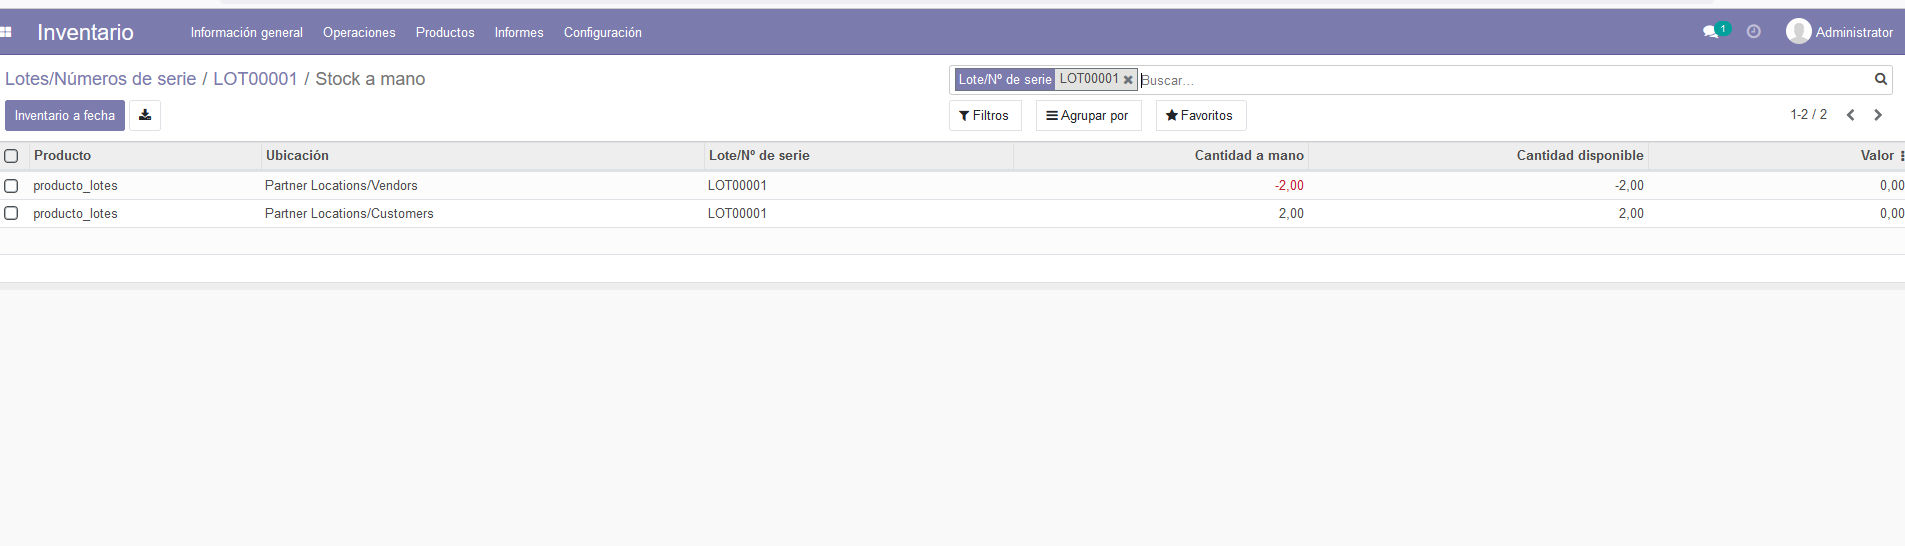 Inventario Información general Operaciones Productos Informes Configuración 1 Administrator
Lotes/Números de serie / LOT00001 / Stock a mano
Lote/Nº de serie LOT00001 Buscar...
Inventario a fecha
Filtros Agrupar por Favoritos 1-2 / 2
Producto Ubicación Lote/Nº de serie Cantidad a mano Cantidad disponible Valor
producto_lotes Partner Locations/Vendors LOT00001 -2,00 -2,00 0,00
producto_lotes Partner Locations/Customers LOT00001 2,00 2,00 0,00